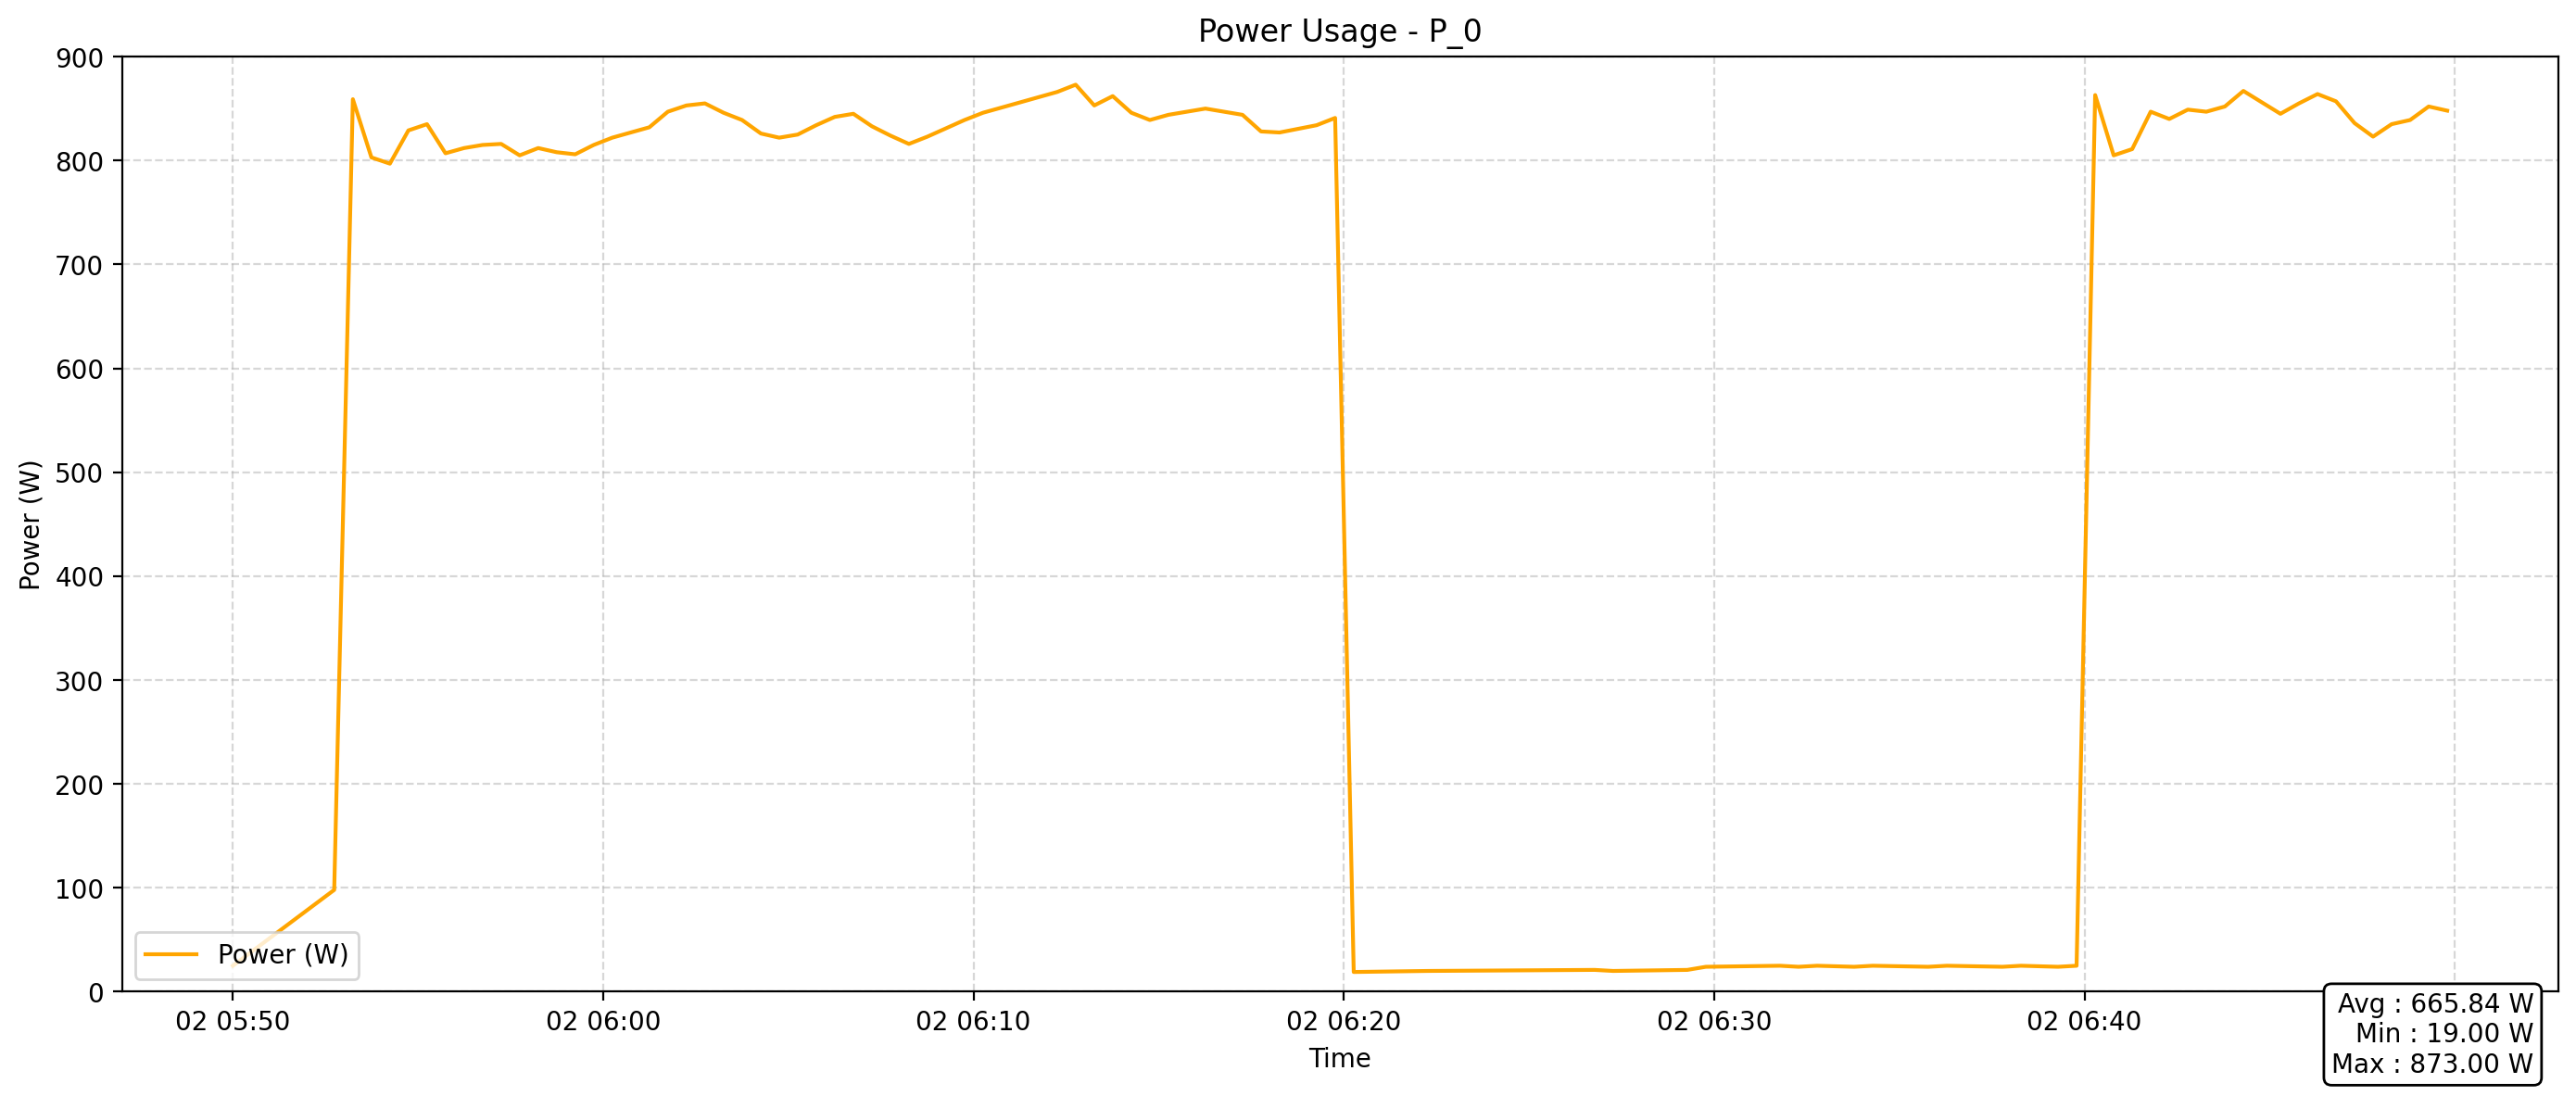 Power Usage - P_0
900
800
700
600
500
400
300
200
100
0
Power (W)
Power (W)
02 05:50
02 06:00
02 06:10
02 06:20
02 06:30
02 06:40
Time
Avg : 665.84 W
Min : 19.00 W
Max : 873.00 W